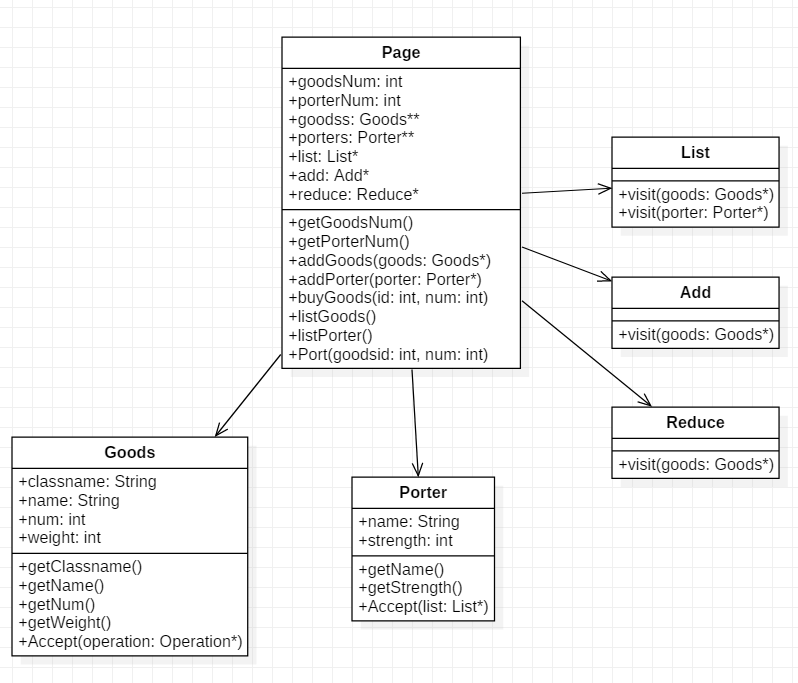 Page
+goodsNum: int
+porterNum: int
+goodss: Goods**
+porters: Porter**
+list: List*
+add: Add*
+reduce: Reduce*
+getGoodsNum()
+getPorterNum()
+addGoods(goods: Goods*)
+addPorter(porter: Porter*)
+buyGoods(id: int, num: int)
+listGoods()
+listPorter()
+Port(goodsid: int, num: int)
List
+visit(goods: Goods*)
+visit(porter: Porter*)
Add
+visit(goods: Goods*)
Reduce
+visit(goods: Goods*)
Goods
+classname: String
+name: String
+num: int
+weight: int
+getClassname()
+getName()
+getNum()
+getWeight()
+Accept(operation: Operation*)
Porter
+name: String
+strength: int
+getName()
+getStrength()
+Accept(list: List*)